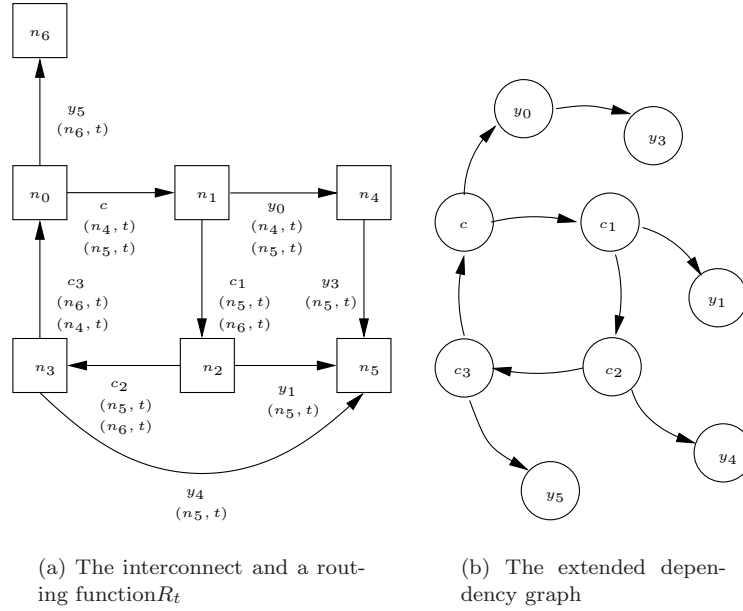 n6
y5
(n6, t)
n0
c
(n4, t)
(n5, t)
n1
y0
(n4, t)
(n5, t)
n4
c3
(n6, t)
(n4, t)
c1
(n5, t)
(n6, t)
y3
(n5, t)
n3
c2
(n5, t)
(n6, t)
n2
y1
(n5, t)
n5
y4
(n5, t)
(a) The interconnect and a rout-
ing functionRt
y0
y3
c
c1
y1
c3
c2
y4
y5
(b) The extended depen-
dency graph